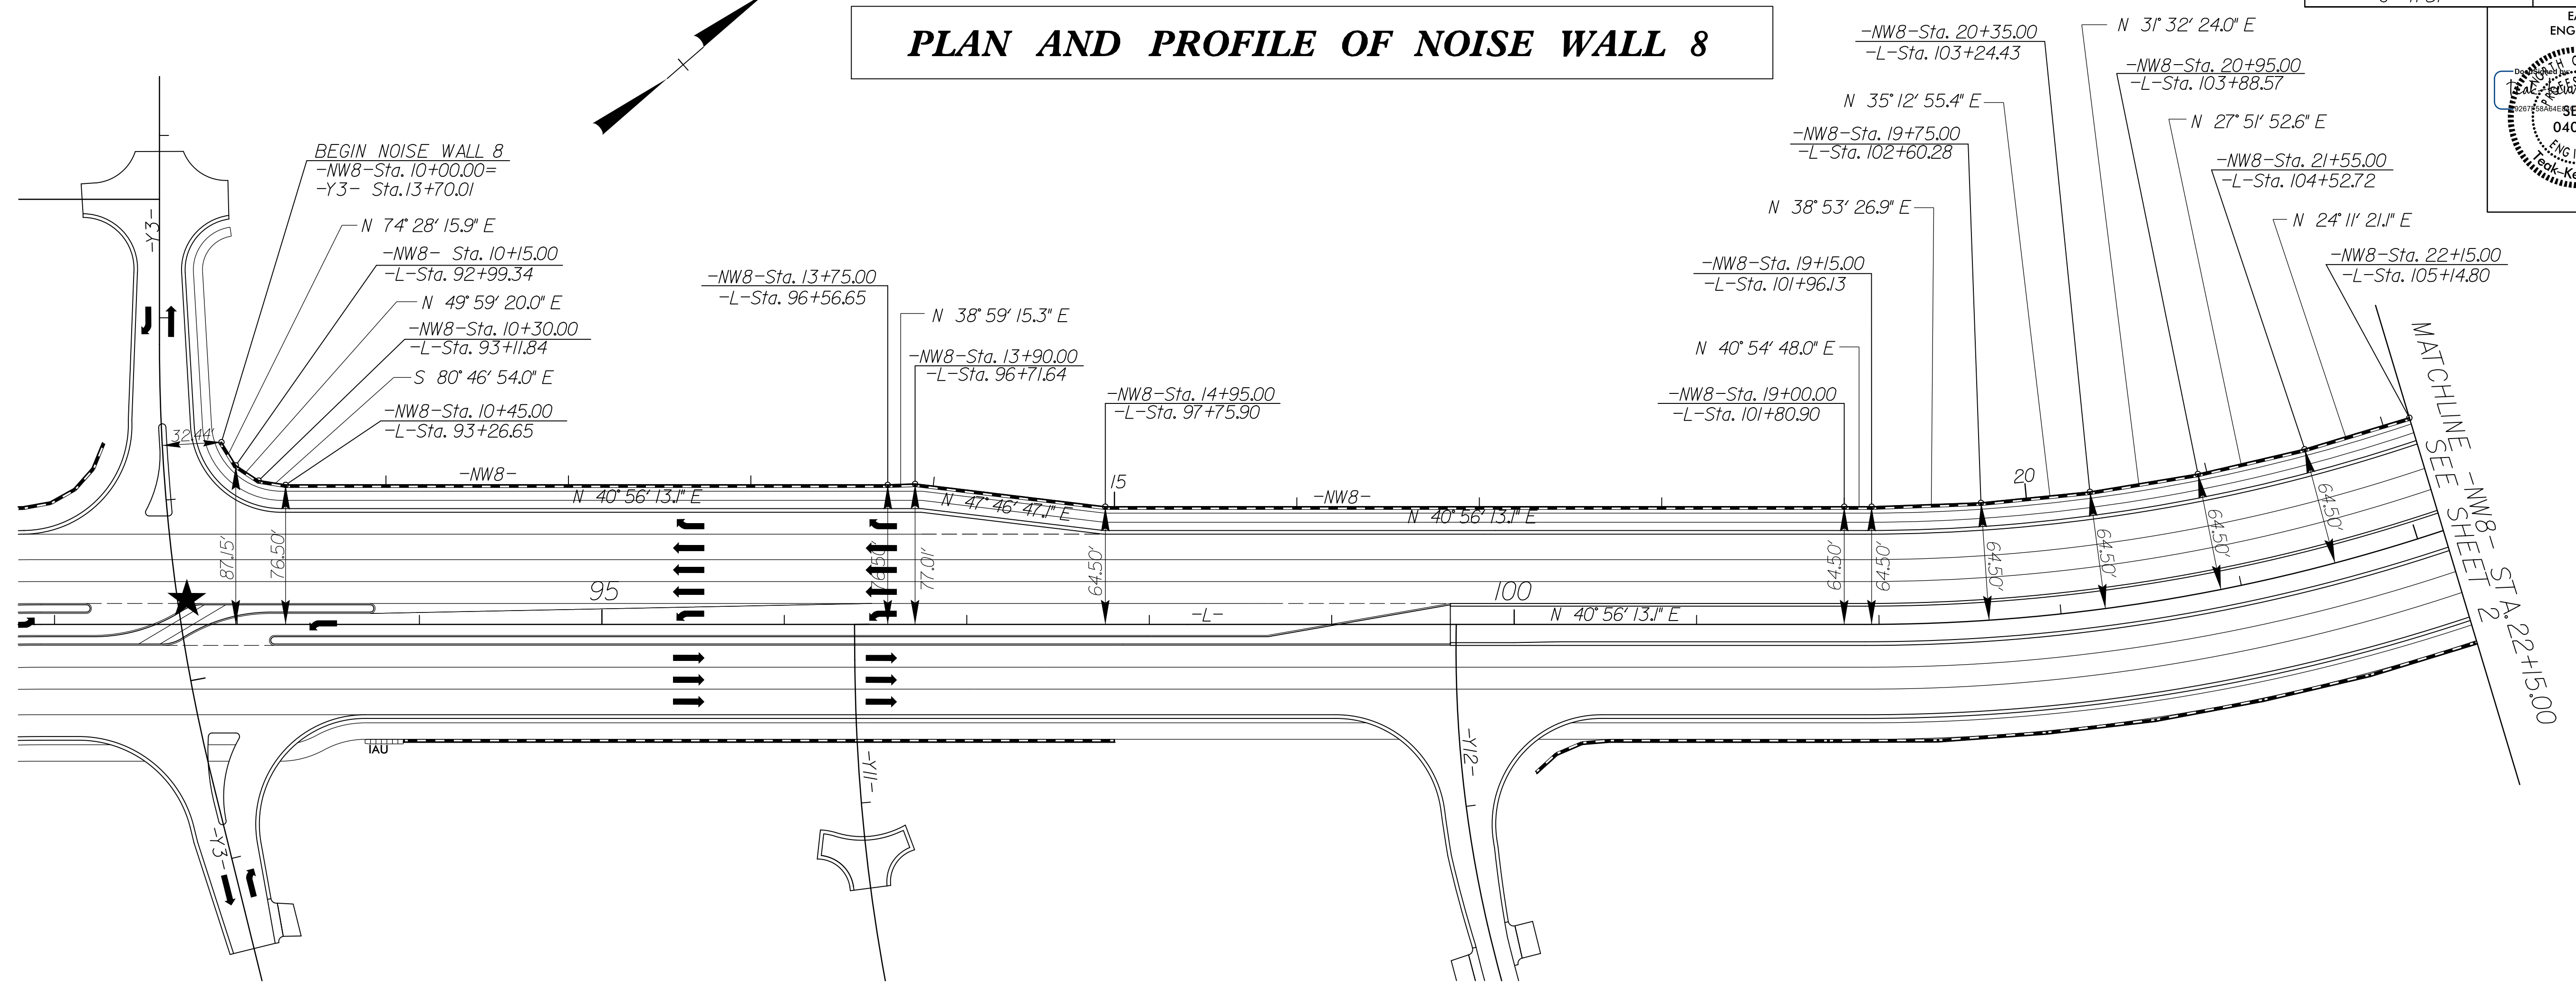 PLAN AND PROFILE OF NOISE WALL 8
BEGIN NOISE WALL 8
-NW8-Sta. 10+00.00=
-Y3- Sta.13+70.01
N 74° 28' 15.9" E
-NW8- Sta. 10+15.00
-L-Sta. 92+99.34
N 49° 59' 20.0" E
-NW8-Sta. 10+30.00
-L-Sta. 93+11.84
S 80° 46' 54.0" E
-NW8-Sta. 10+45.00
-L-Sta. 93+26.65
-NW8-Sta. 13+75.00
-L-Sta. 96+56.65
N 38° 59' 15.3" E
-NW8-Sta. 13+90.00
-L-Sta. 96+71.64
-NW8-Sta. 14+95.00
-L-Sta. 97+75.90
-NW8-Sta. 19+00.00
-L-Sta. 101+80.90
N 40° 54' 48.0" E
-NW8-Sta. 19+15.00
-L-Sta. 101+96.13
N 38° 53' 26.9" E
-NW8-Sta. 19+75.00
-L-Sta. 102+60.28
N 35° 12' 55.4" E
-NW8-Sta. 20+35.00
-L-Sta. 103+24.43
N 31° 32' 24.0" E
-NW8-Sta. 20+95.00
-L-Sta. 103+88.57
N 27° 51' 52.6" E
-NW8-Sta. 21+55.00
-L-Sta. 104+52.72
N 24° 11' 21.1" E
-NW8-Sta. 22+15.00
-L-Sta. 105+14.80
-Y3-
32.44'
-NW8-
N 40° 56' 13.1" E
N 47° 46' 47.1" E
15
-NW8-
N 40° 56' 13.1" E
20
87.15'
76.50'
76.50'
77.01'
64.50'
64.50'
64.50'
64.50'
64.50'
64.50'
64.50'
95
-L-
100
N 40° 56' 13.1" E
MATCHLINE -NW8- STA.22+15.00
SEE SHEET 2
IAU
-Y11-
-Y12-
-Y3-